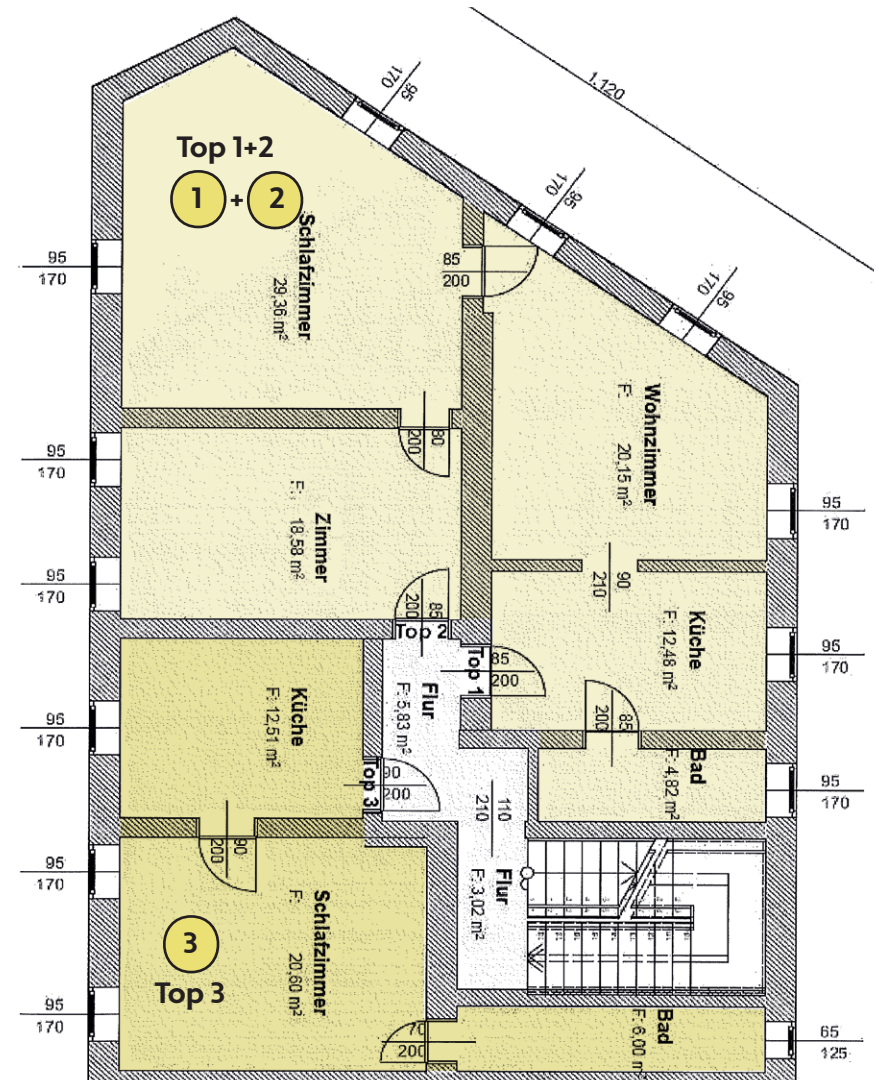 1.120
95
170
95
170
95
170
Top 1+2
1 + 2
Schlafzimmer
29,36 m²
95
170
85
200
Wohnzimmer
F: 20,15 m²
80
200
95
170
Zimmer
F: 18,58 m²
95
170
90
210
95
170
85
200
Top 2
Top 1
85
200
Küche
F: 12,48 m²
95
170
Flur
F: 5,83 m²
Küche
F: 12,51 m²
95
170
85
200
Bad
F: 4,82 m²
95
170
Top 3
90
200
110
210
90
200
95
170
Flur
F: 3,02 m²
Schlafzimmer
F: 20,60 m²
3
Top 3
95
170
70
200
Bad
F: 6,00 m²
65
125